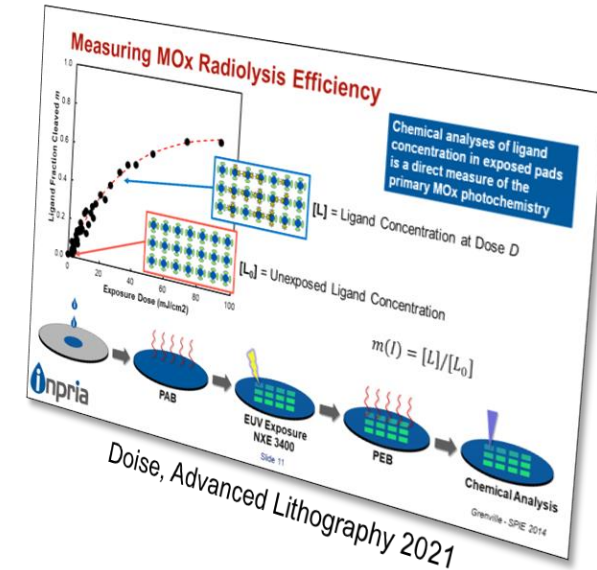 Measuring MOx Radiolysis Efficiency
1.0
0.8
0.6
0.4
0.2
0.0
Ligand Fraction Cleaved m
0
20
40
60
80
100
Exposure Dose (mJ/cm2)
Chemical analyses of ligand
concentration in exposed pads
is a direct measure of the
primary MOx photochemistry
[L] = Ligand Concentration at Dose D
[L₀] = Unexposed Ligand Concentration
m(I) = [L]/[L₀]
PAB
EUV Exposure
NXE 3400
PEB
Chemical Analysis
inpria
Slide 11
Grenville - SPIE 2014
Doise, Advanced Lithography 2021